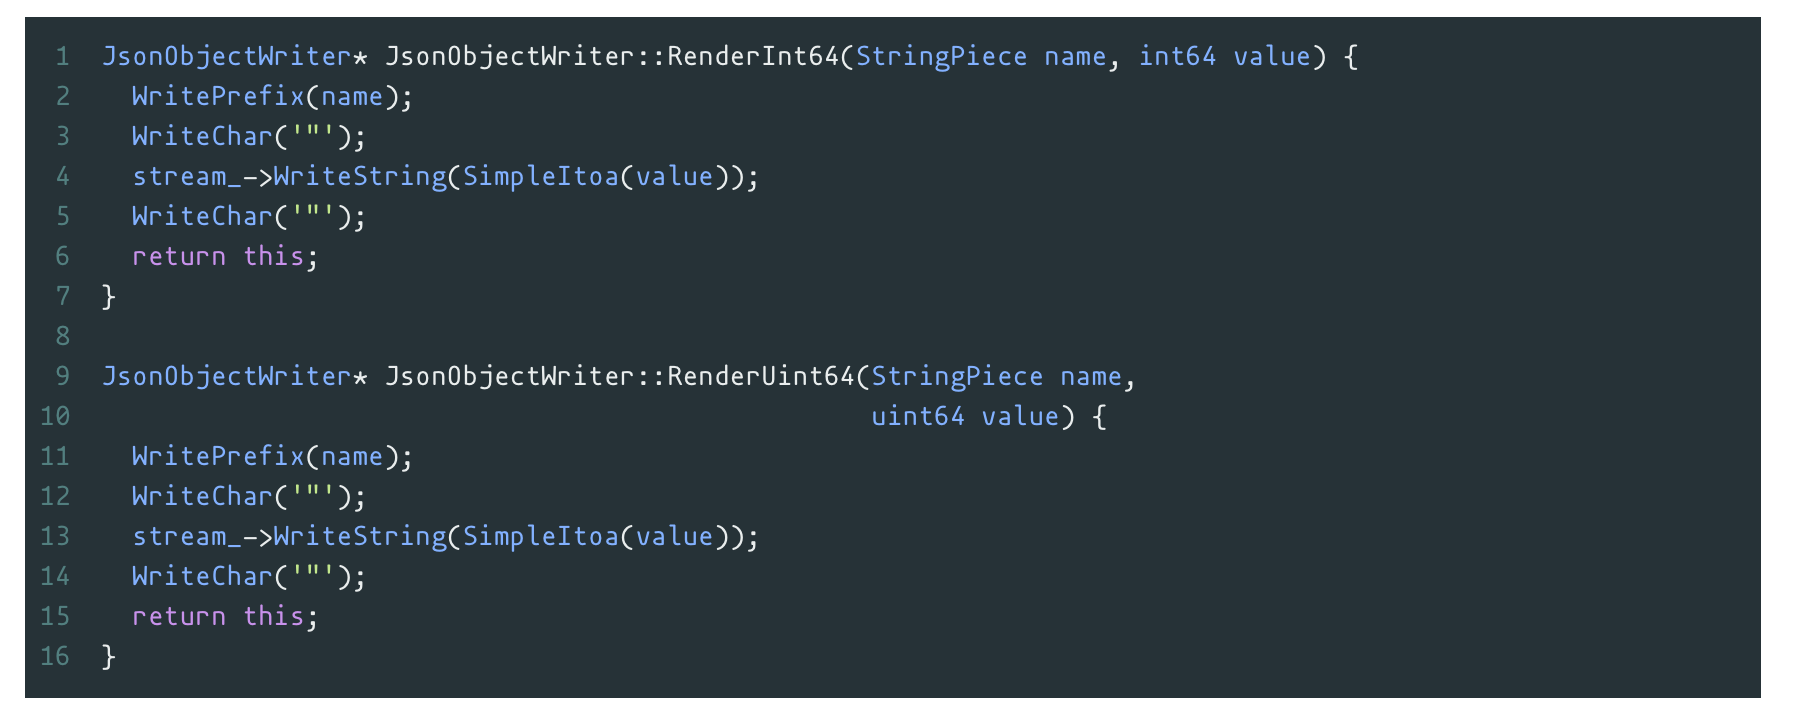 1 JsonObjectWriter* JsonObjectWriter::RenderInt64(StringPiece name, int64 value) {
2   WritePrefix(name);
3   WriteChar('"');
4   stream_->WriteString(SimpleItoa(value));
5   WriteChar('"');
6   return this;
7 }
8
9 JsonObjectWriter* JsonObjectWriter::RenderUint64(StringPiece name,
10                                                  uint64 value) {
11   WritePrefix(name);
12   WriteChar('"');
13   stream_->WriteString(SimpleItoa(value));
14   WriteChar('"');
15   return this;
16 }